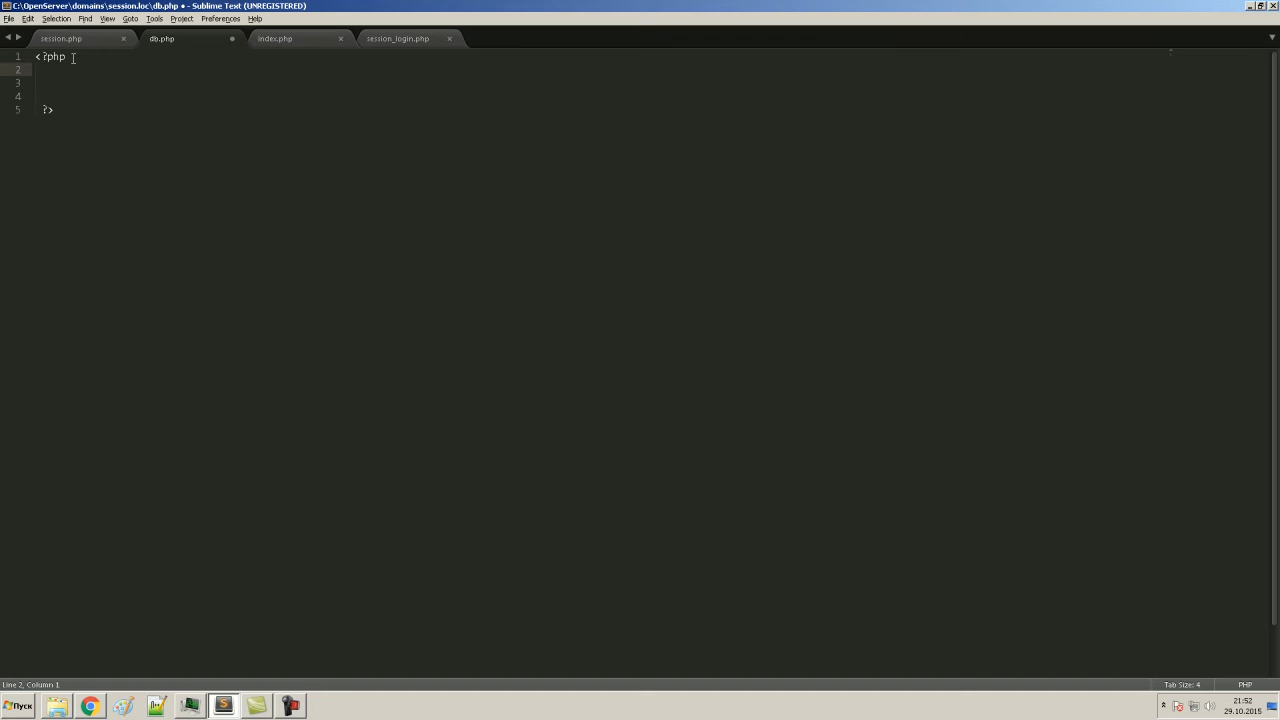 C:\OpenServer\domains\session.loc\db.php • - Sublime Text (UNREGISTERED)
File Edit Selection Find View Goto Tools Project Preferences Help
session.php × db.php • index.php × session_login.php ×
1 <?php
2
3
4
5 ?>
Line 2, Column 1 Tab Size: 4 PHP
Пуск 21:52
29.10.2015